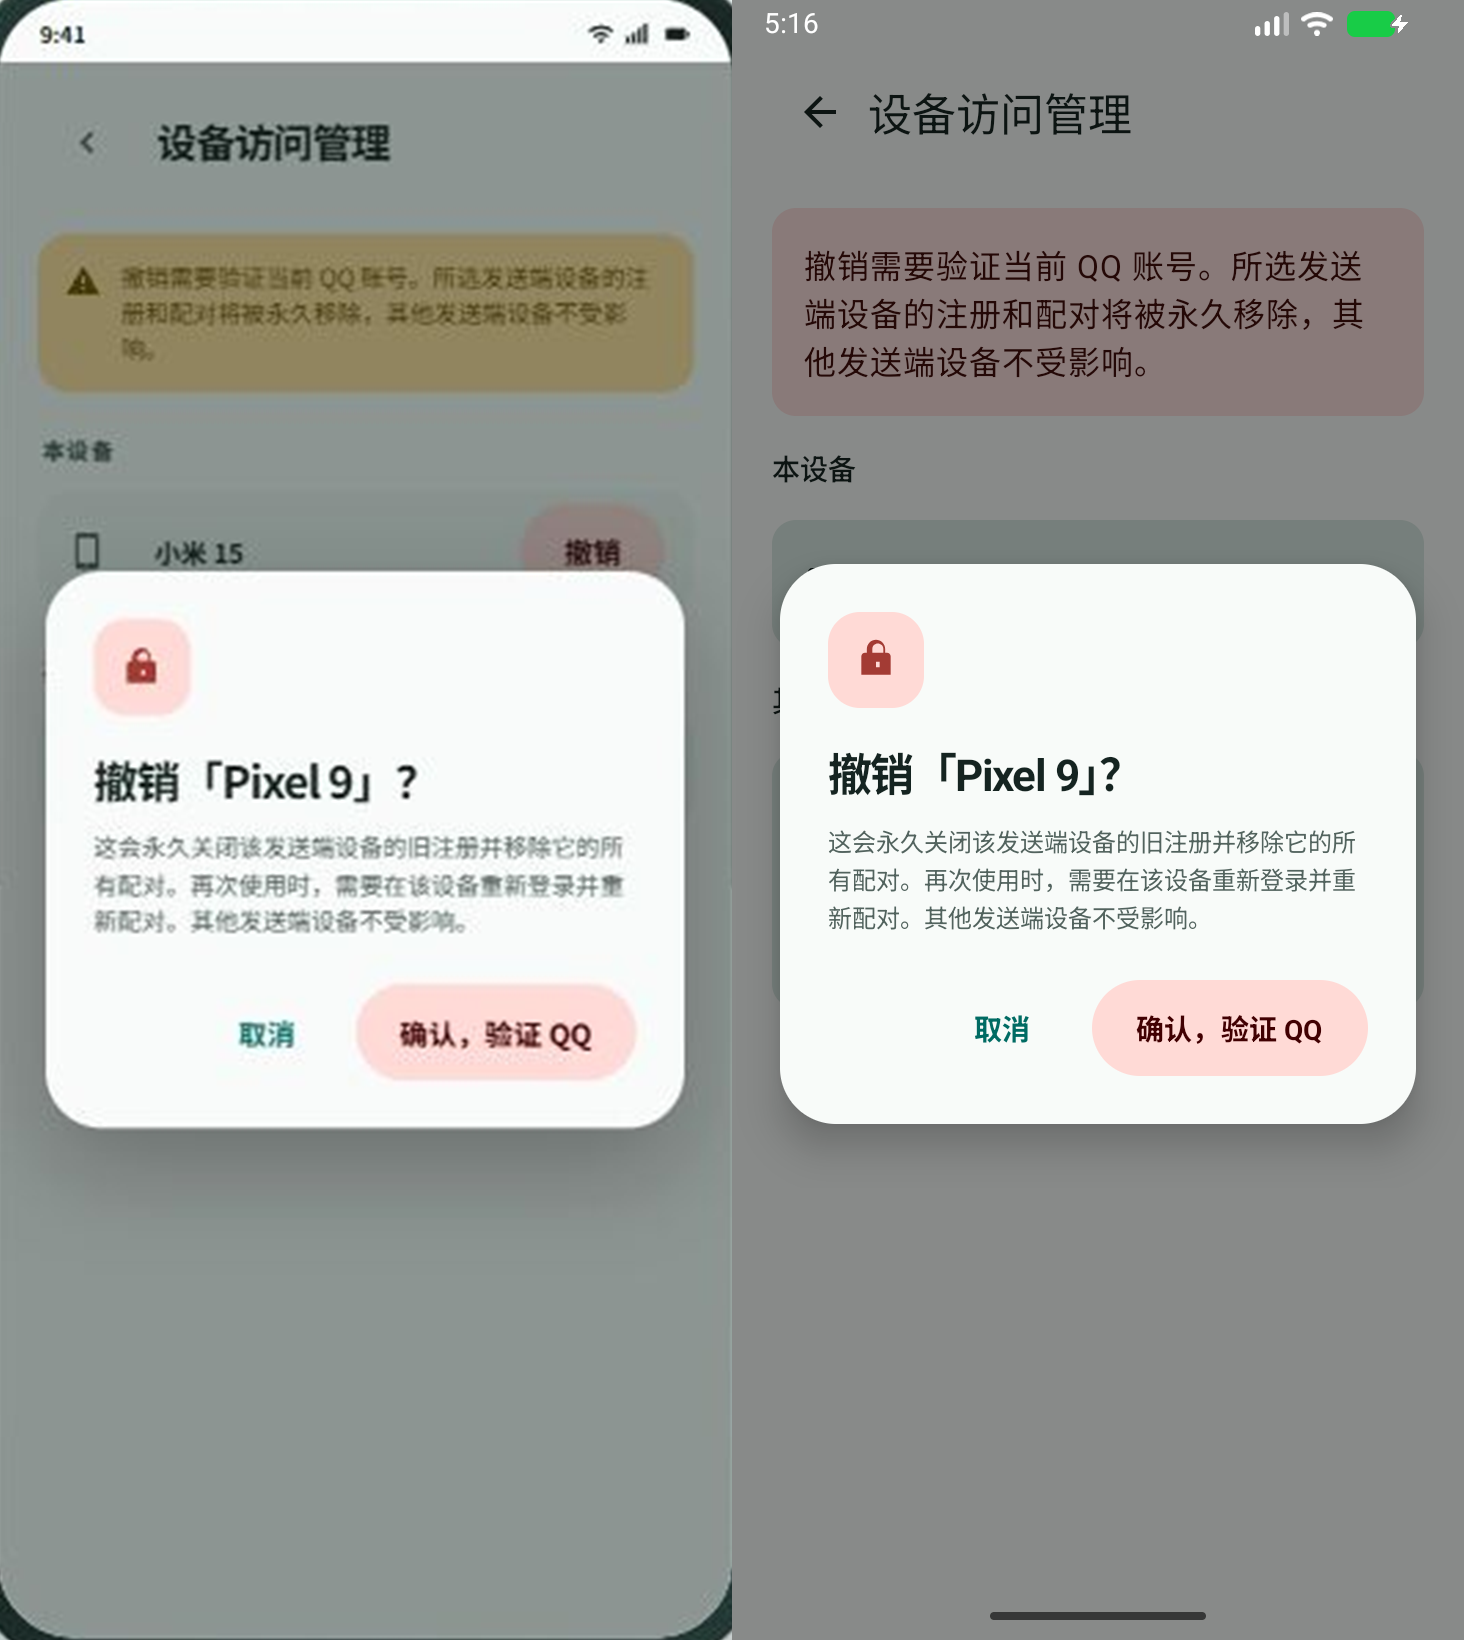 9:41
设备访问管理
撤销需要验证当前 QQ 账号。所选发送端设备的注
册和配对将被永久移除，其他发送端设备不受影
响。
本设备
小米 15
撤销
撤销「Pixel 9」？
这会永久关闭该发送端设备的旧注册并移除它的所
有配对。再次使用时，需要在该设备重新登录并重
新配对。其他发送端设备不受影响。
取消
确认，验证 QQ
5:16
设备访问管理
撤销需要验证当前 QQ 账号。所选发送
端设备的注册和配对将被永久移除，其
他发送端设备不受影响。
本设备
撤销「Pixel 9」？
这会永久关闭该发送端设备的旧注册并移除它的所
有配对。再次使用时，需要在该设备重新登录并重
新配对。其他发送端设备不受影响。
取消
确认，验证 QQ